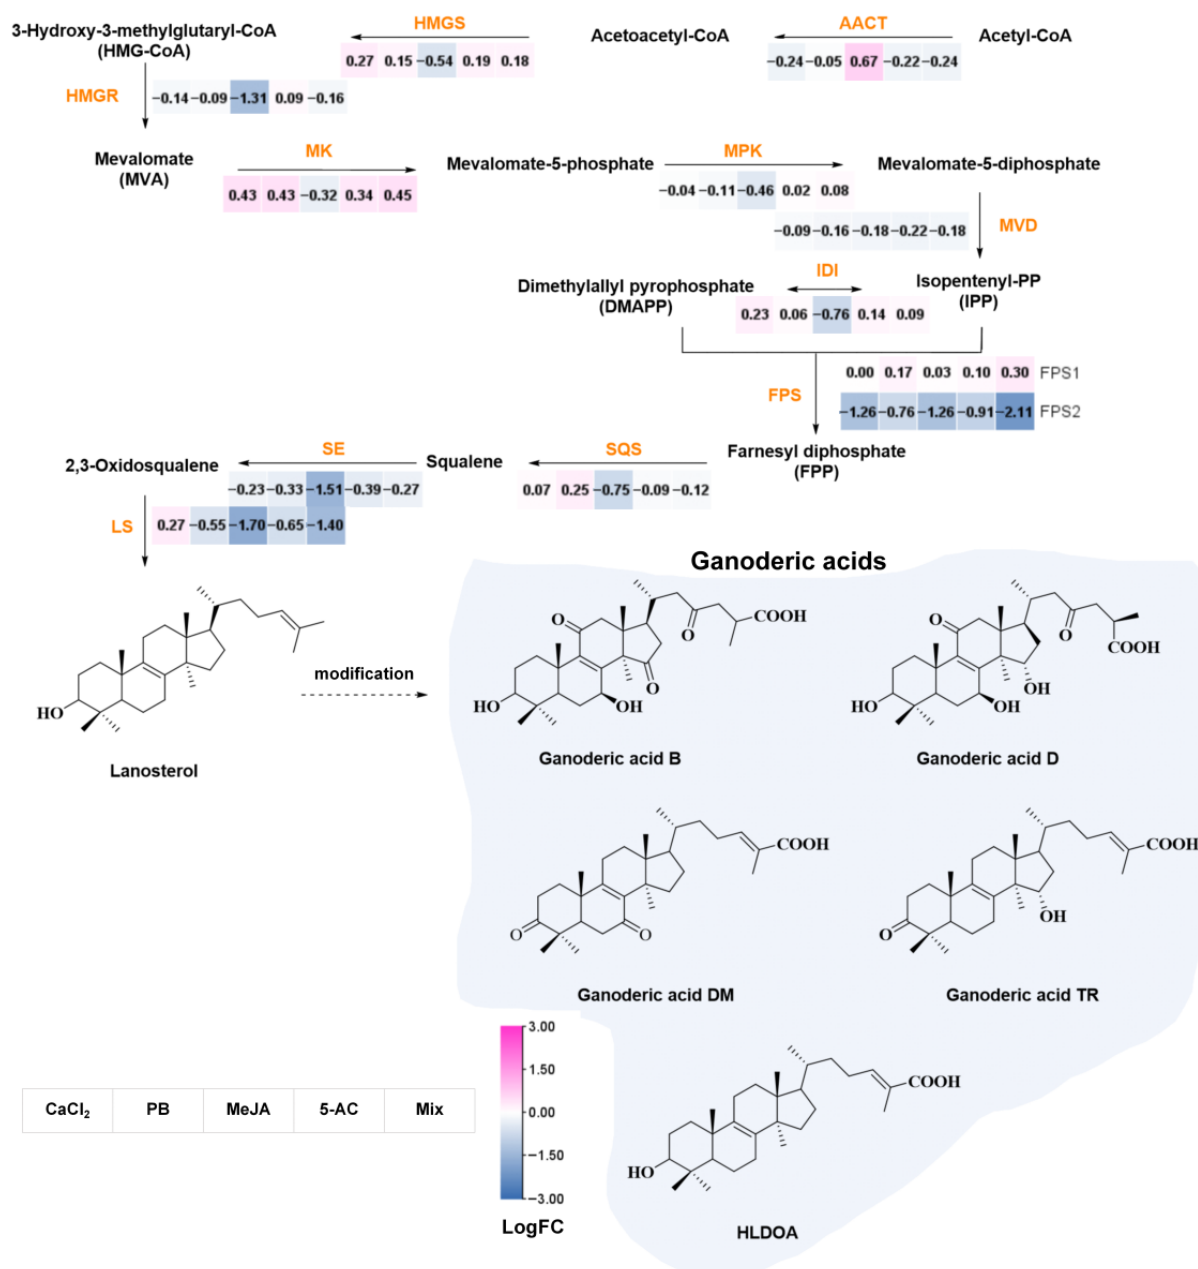 3-Hydroxy-3-methylglutaryl-CoA
(HMG-CoA)
HMGS
0.27 0.15 −0.54 0.19 0.18
Acetoacetyl-CoA
AACT
−0.24 −0.05 0.67 −0.22 −0.24
Acetyl-CoA
HMGR
−0.14 −0.09 −1.31 0.09 −0.16
Mevalomate
(MVA)
MK
0.43 0.43 −0.32 0.34 0.45
Mevalomate-5-phosphate
MPK
−0.04 −0.11 −0.46 0.02 0.08
Mevalomate-5-diphosphate
−0.09 −0.16 −0.18 −0.22 −0.18
MVD
Dimethylallyl pyrophosphate
(DMAPP)
IDI
0.23 0.06 −0.76 0.14 0.09
Isopentenyl-PP
(IPP)
FPS
0.00 0.17 0.03 0.10 0.30 FPS1
−1.26 −0.76 −1.26 −0.91 −2.11 FPS2
2,3-Oxidosqualene
SE
−0.23 −0.33 −1.51 −0.39 −0.27
Squalene
SQS
0.07 0.25 −0.75 −0.09 −0.12
Farnesyl diphosphate
(FPP)
LS
0.27 −0.55 −1.70 −0.65 −1.40
Ganoderic acids
HO
Lanosterol
modification
O
O
COOH
O
HO
OH
Ganoderic acid B
O
O
COOH
OH
HO
OH
Ganoderic acid D
COOH
O
O
Ganoderic acid DM
COOH
OH
O
Ganoderic acid TR
CaCl₂ PB MeJA 5-AC Mix
3.00
1.50
0.00
−1.50
−3.00
LogFC
COOH
HO
HLDOA